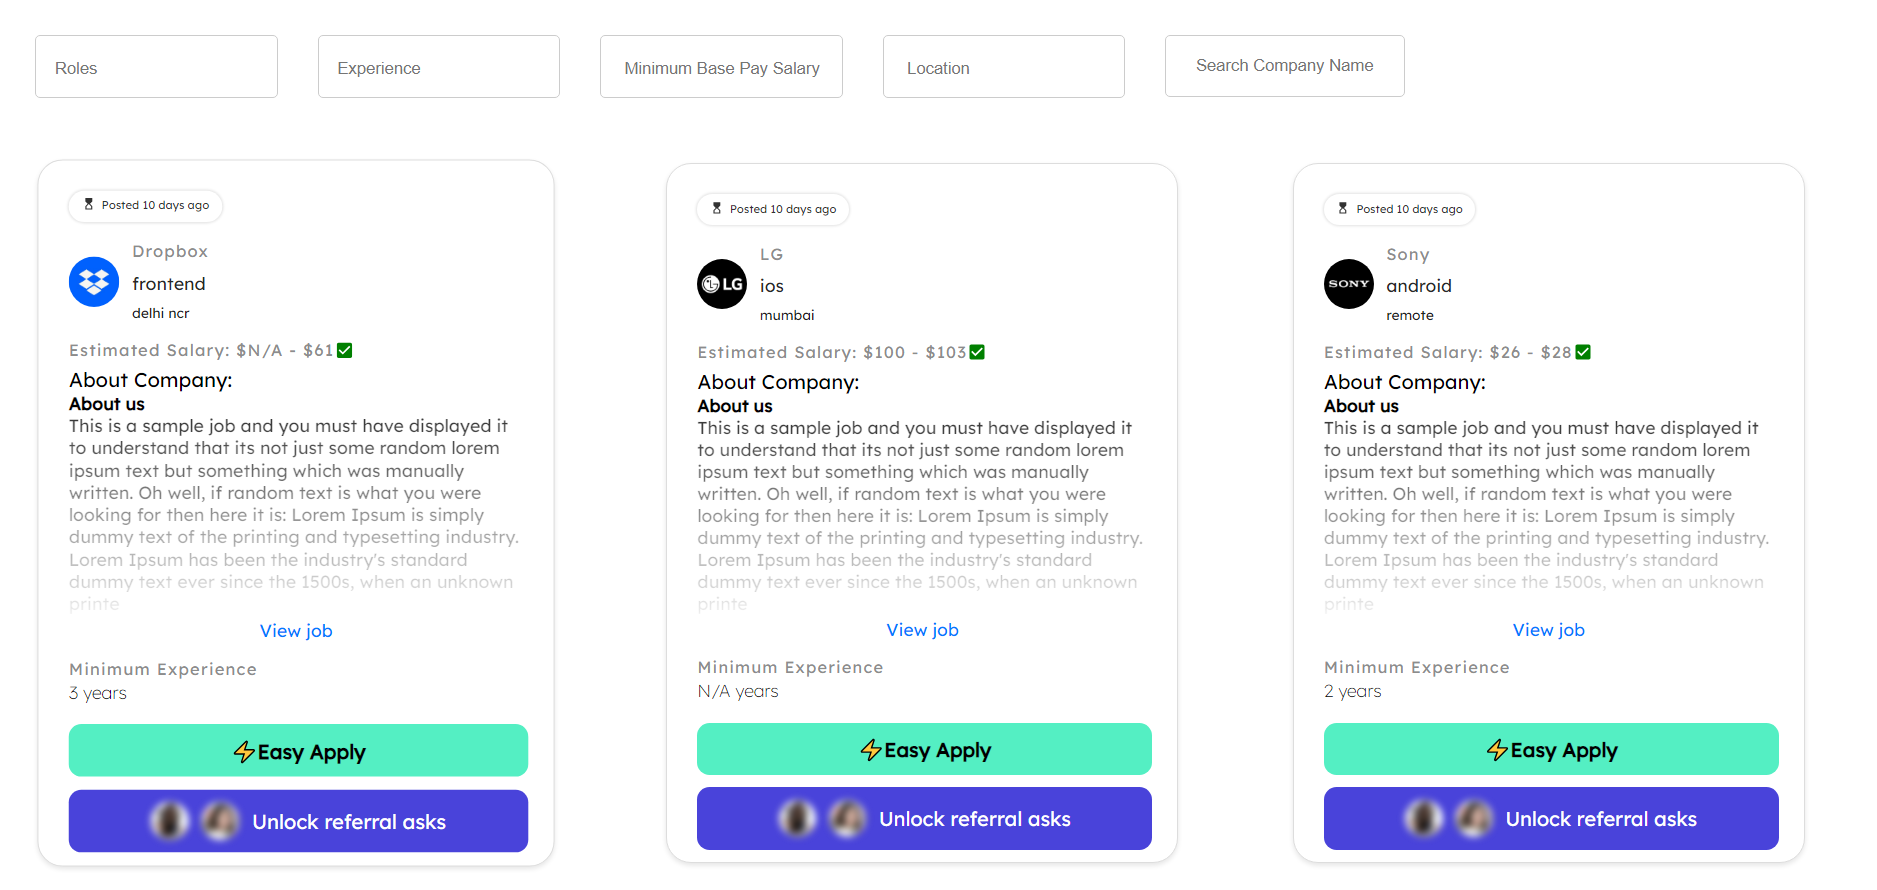 Roles
Experience
Minimum Base Pay Salary
Location
Search Company Name
Posted 10 days ago
Dropbox
frontend
delhi ncr
Estimated Salary: $N/A - $61
About Company:
About us
This is a sample job and you must have displayed it
to understand that its not just some random lorem
ipsum text but something which was manually
written. Oh well, if random text is what you were
looking for then here it is: Lorem Ipsum is simply
dummy text of the printing and typesetting industry.
Lorem Ipsum has been the industry's standard
dummy text ever since the 1500s, when an unknown
printe
View job
Minimum Experience
3 years
Easy Apply
Unlock referral asks
Posted 10 days ago
LG
LG
ios
mumbai
Estimated Salary: $100 - $103
About Company:
About us
This is a sample job and you must have displayed it
to understand that its not just some random lorem
ipsum text but something which was manually
written. Oh well, if random text is what you were
looking for then here it is: Lorem Ipsum is simply
dummy text of the printing and typesetting industry.
Lorem Ipsum has been the industry's standard
dummy text ever since the 1500s, when an unknown
printe
View job
Minimum Experience
N/A years
Easy Apply
Unlock referral asks
Posted 10 days ago
Sony
SONY
android
remote
Estimated Salary: $26 - $28
About Company:
About us
This is a sample job and you must have displayed it
to understand that its not just some random lorem
ipsum text but something which was manually
written. Oh well, if random text is what you were
looking for then here it is: Lorem Ipsum is simply
dummy text of the printing and typesetting industry.
Lorem Ipsum has been the industry's standard
dummy text ever since the 1500s, when an unknown
printe
View job
Minimum Experience
2 years
Easy Apply
Unlock referral asks